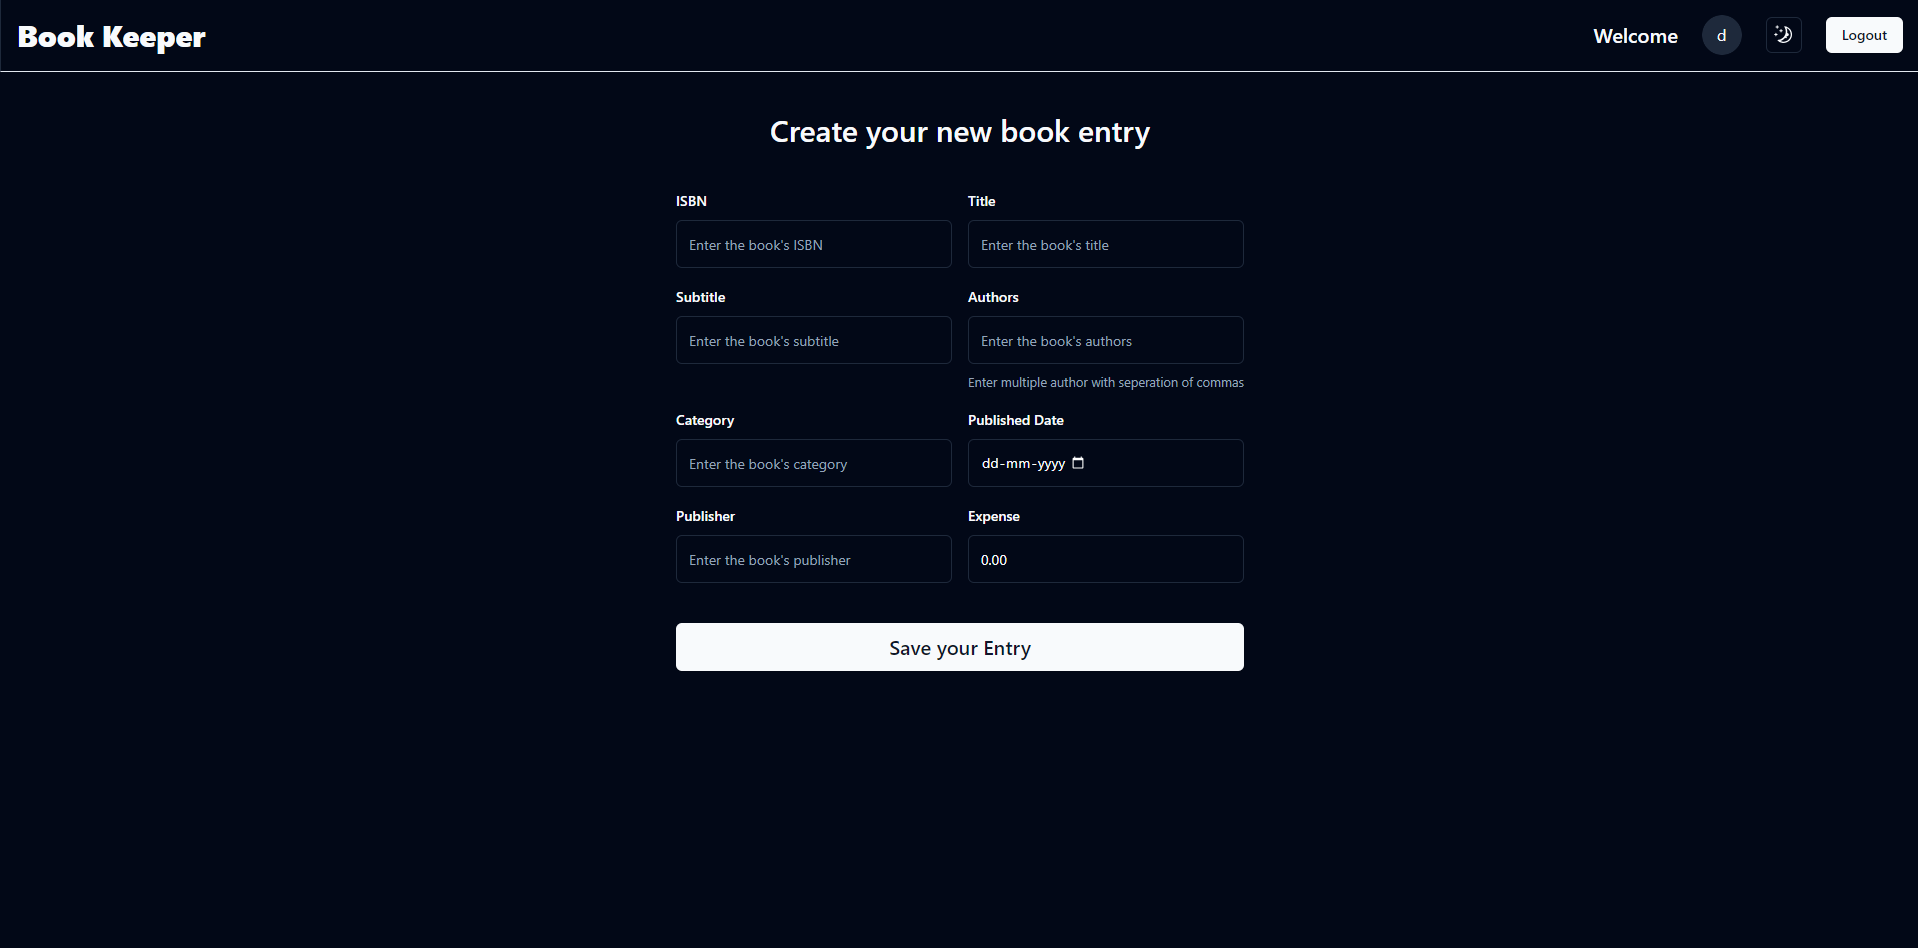 Book Keeper
Welcome
d
Logout
Create your new book entry
ISBN
Title
Enter the book's ISBN
Enter the book's title
Subtitle
Authors
Enter the book's subtitle
Enter the book's authors
Enter multiple author with seperation of commas
Category
Published Date
Enter the book's category
dd-mm-yyyy
Publisher
Expense
Enter the book's publisher
0.00
Save your Entry